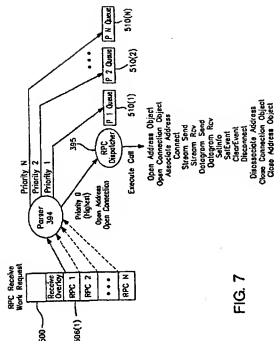 RPC Receive
Work Request
500
Receive
Overlay
RPC 1
RPC 2
RPC N
506(1)
Parser
394
Priority N
Priority 2
Priority 1
Priority 0
(Highest)
Open Address
Open Connection
P N Queue
510(N)
P 2 Queue
510(2)
P 1 Queue
510(1)
395
RPC
Dispatcher
Execute Call
Open Address Object
Open Connection Object
Associate Address
Connect
Stream Send
Stream Rcv
Datagram Send
Datagram Rcv
SetInfo
SetEvent
ClearEvent
Disconnect
Disassociate Address
Close Connection Object
Close Address Object
FIG. 7